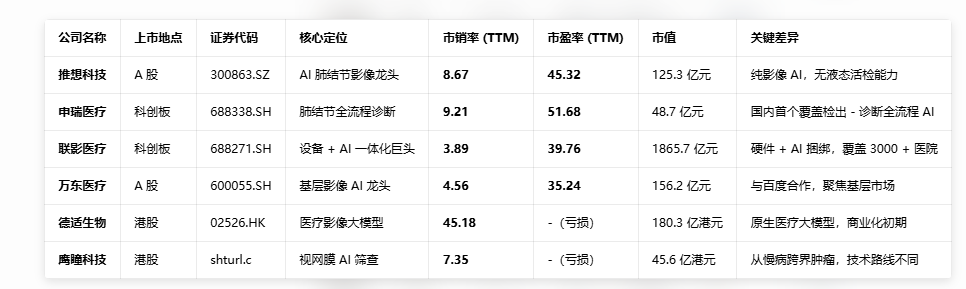 公司名称 上市地点 证券代码 核心定位 市销率 (TTM) 市盈率 (TTM) 市值 关键差异
推想科技 A 股 300863.SZ AI 肺结节影像龙头 8.67 45.32 125.3 亿元 纯影像 AI，无液态活检能力
申瑞医疗 科创板 688338.SH 肺结节全流程诊断 9.21 51.68 48.7 亿元 国内首个覆盖检出 - 诊断全流程 AI
联影医疗 科创板 688271.SH 设备 + AI 一体化巨头 3.89 39.76 1865.7 亿元 硬件 + AI 捆绑，覆盖 3000 + 医院
万东医疗 A 股 600055.SH 基层影像 AI 龙头 4.56 35.24 156.2 亿元 与百度合作，聚焦基层市场
德适生物 港股 02526.HK 医疗影像大模型 45.18 -（亏损） 180.3 亿港元 原生医疗大模型，商业化初期
鹰瞳科技 港股 shturl.c 视网膜 AI 筛查 7.35 -（亏损） 45.6 亿港元 从慢病跨界肿瘤，技术路线不同